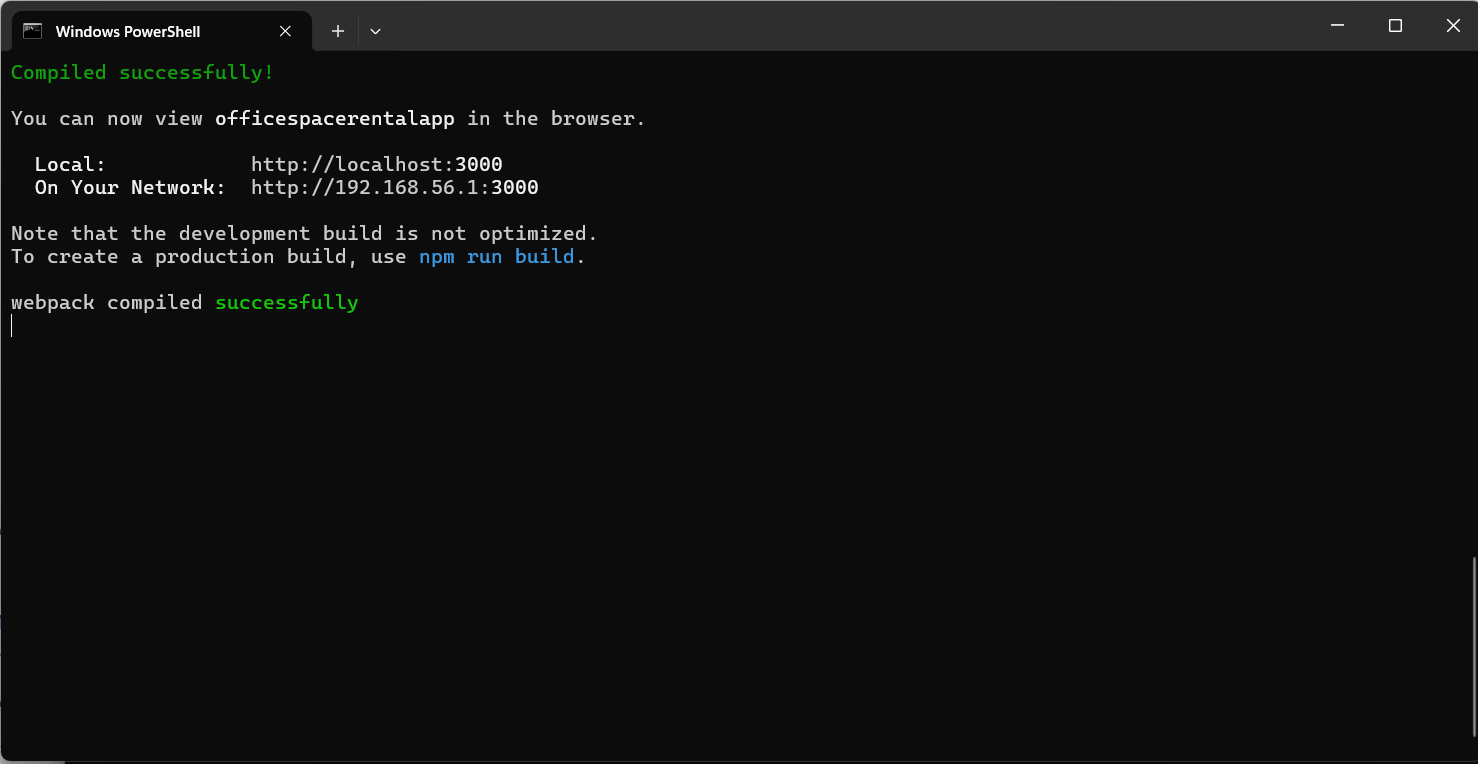 Windows PowerShell
Compiled successfully!
You can now view officespacerentalapp in the browser.
Local: http://localhost:3000
On Your Network: http://192.168.56.1:3000
Note that the development build is not optimized.
To create a production build, use npm run build.
webpack compiled successfully